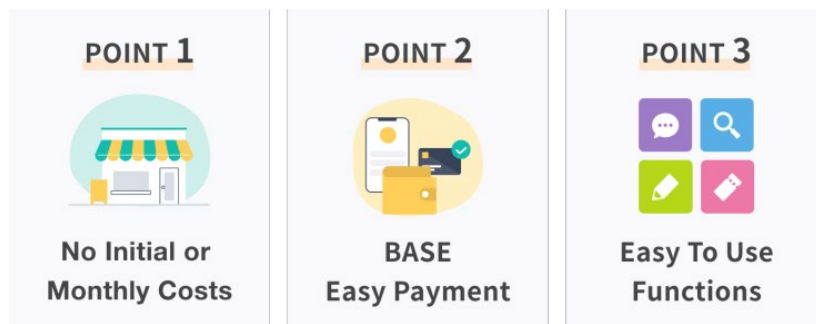 POINT 1
No Initial or
Monthly Costs
POINT 2
BASE
Easy Payment
POINT 3
Easy To Use
Functions